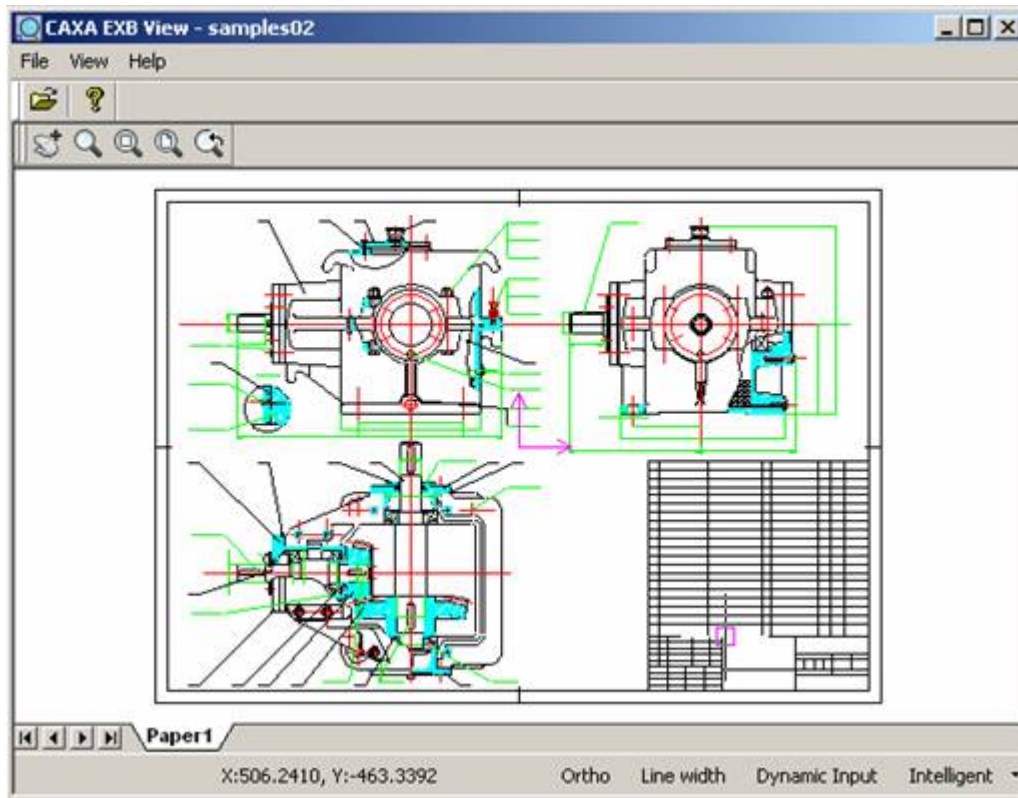 CAXA EXB View - samples02
File View Help
Paper1
X:506.2410, Y:-463.3392 Ortho Line width Dynamic Input Intelligent